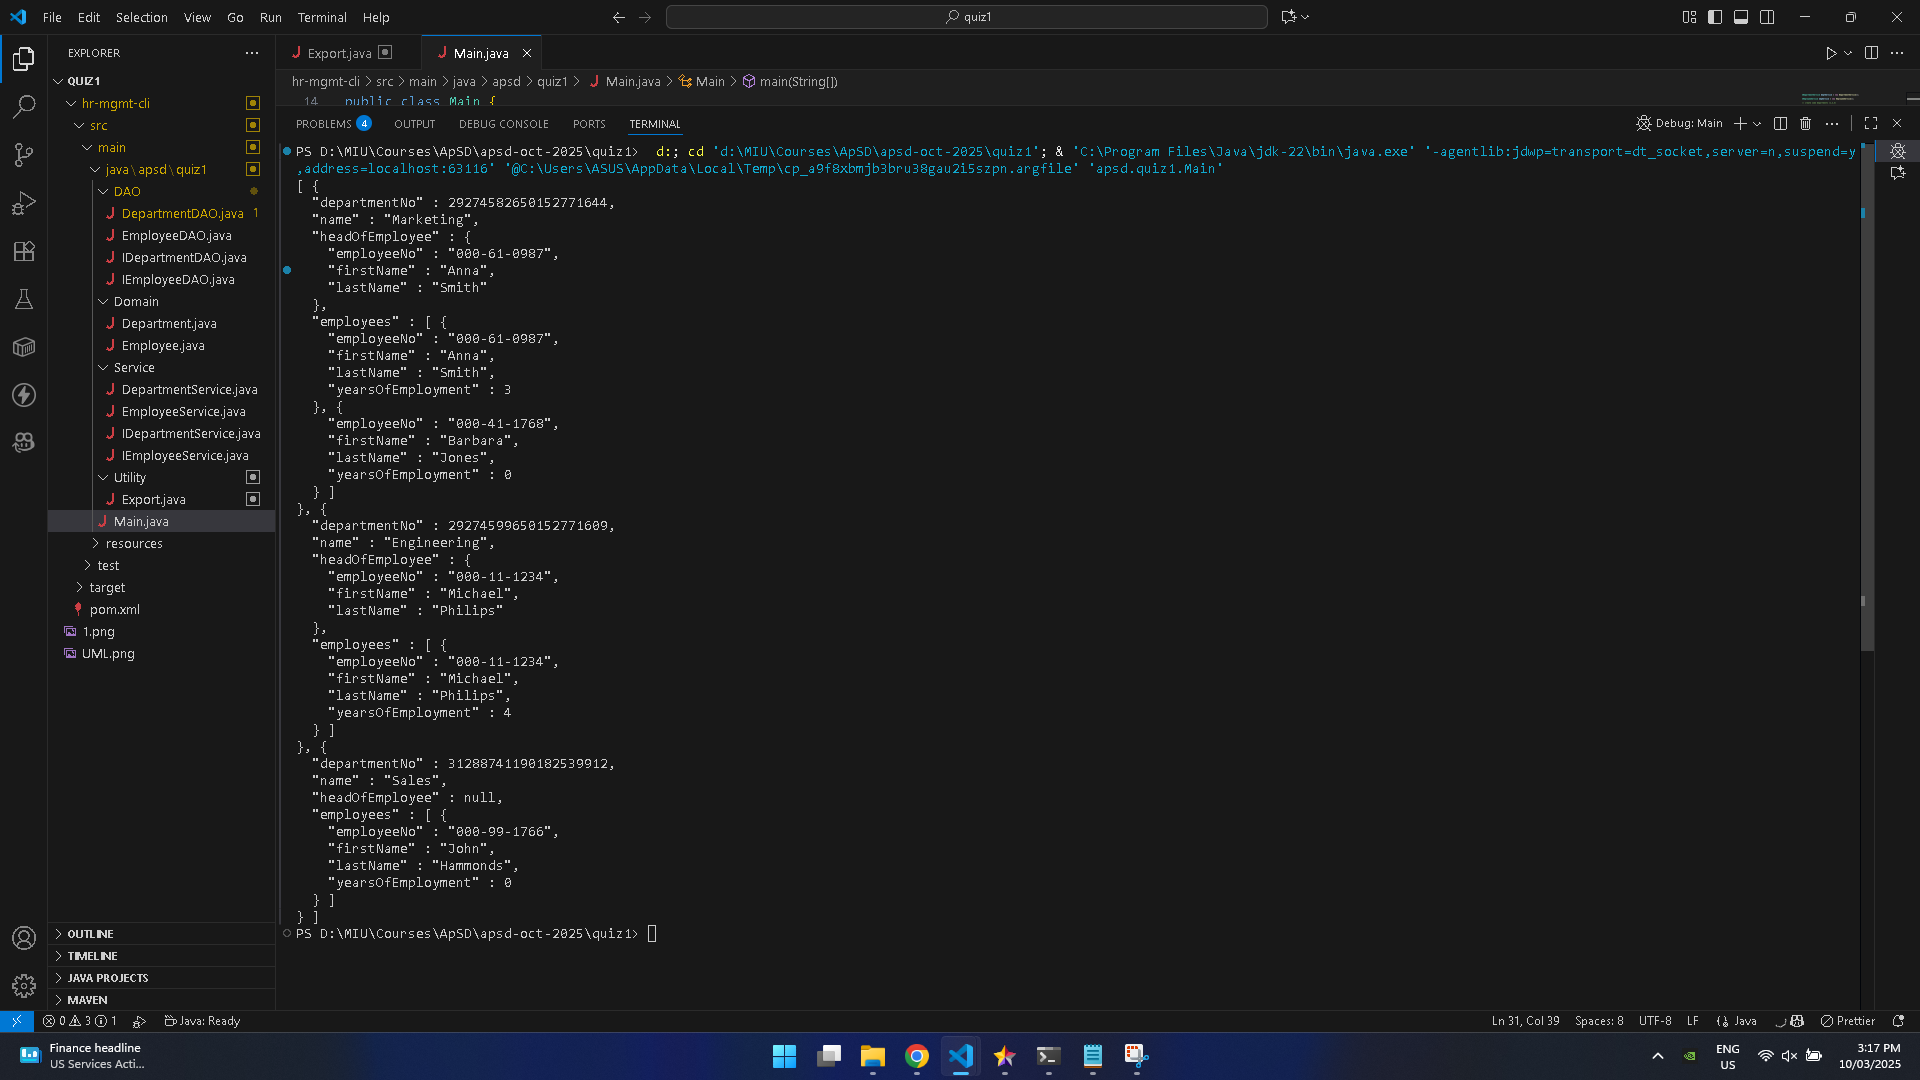 File Edit Selection View Go Run Terminal Help
quiz1
EXPLORER
QUIZ1
hr-mgmt-cli
src
main
java\apsd\quiz1
DAO
DepartmentDAO.java 1
EmployeeDAO.java
IDepartmentDAO.java
IEmployeeDAO.java
Domain
Department.java
Employee.java
Service
DepartmentService.java
EmployeeService.java
IDepartmentService.java
IEmployeeService.java
Utility
Export.java
Main.java
resources
test
target
pom.xml
1.png
UML.png
OUTLINE
TIMELINE
JAVA PROJECTS
MAVEN
Export.java
Main.java
hr-mgmt-cli > src > main > java > apsd > quiz1 > Main.java > Main > main(String[])
14 public class Main {
PROBLEMS 4 OUTPUT DEBUG CONSOLE PORTS TERMINAL
Debug: Main
PS D:\MIU\Courses\ApSD\apsd-oct-2025\quiz1> d:; cd 'd:\MIU\Courses\ApSD\apsd-oct-2025\quiz1'; & 'C:\Program Files\Java\jdk-22\bin\java.exe' '-agentlib:jdwp=transport=dt_socket,server=n,suspend=y
,address=localhost:63116' '@C:\Users\ASUS\AppData\Local\Temp\cp_a9f8xbmjb3bru38gau2i5szpn.argfile' 'apsd.quiz1.Main'
[ {
"departmentNo" : 29274582650152771644,
"name" : "Marketing",
"headOfEmployee" : {
"employeeNo" : "000-61-0987",
"firstName" : "Anna",
"lastName" : "Smith"
},
"employees" : [ {
"employeeNo" : "000-61-0987",
"firstName" : "Anna",
"lastName" : "Smith",
"yearsOfEmployment" : 3
}, {
"employeeNo" : "000-41-1768",
"firstName" : "Barbara",
"lastName" : "Jones",
"yearsOfEmployment" : 0
} ]
}, {
"departmentNo" : 29274599650152771609,
"name" : "Engineering",
"headOfEmployee" : {
"employeeNo" : "000-11-1234",
"firstName" : "Michael",
"lastName" : "Philips"
},
"employees" : [ {
"employeeNo" : "000-11-1234",
"firstName" : "Michael",
"lastName" : "Philips",
"yearsOfEmployment" : 4
} ]
}, {
"departmentNo" : 31288741190182539912,
"name" : "Sales",
"headOfEmployee" : null,
"employees" : [ {
"employeeNo" : "000-99-1766",
"firstName" : "John",
"lastName" : "Hammonds",
"yearsOfEmployment" : 0
} ]
} ]
PS D:\MIU\Courses\ApSD\apsd-oct-2025\quiz1>
0 3 1 Java: Ready
Ln 31, Col 39 Spaces: 8 UTF-8 LF Java Prettier
Finance headline
US Services Acti...
ENG
US
3:17 PM
10/03/2025